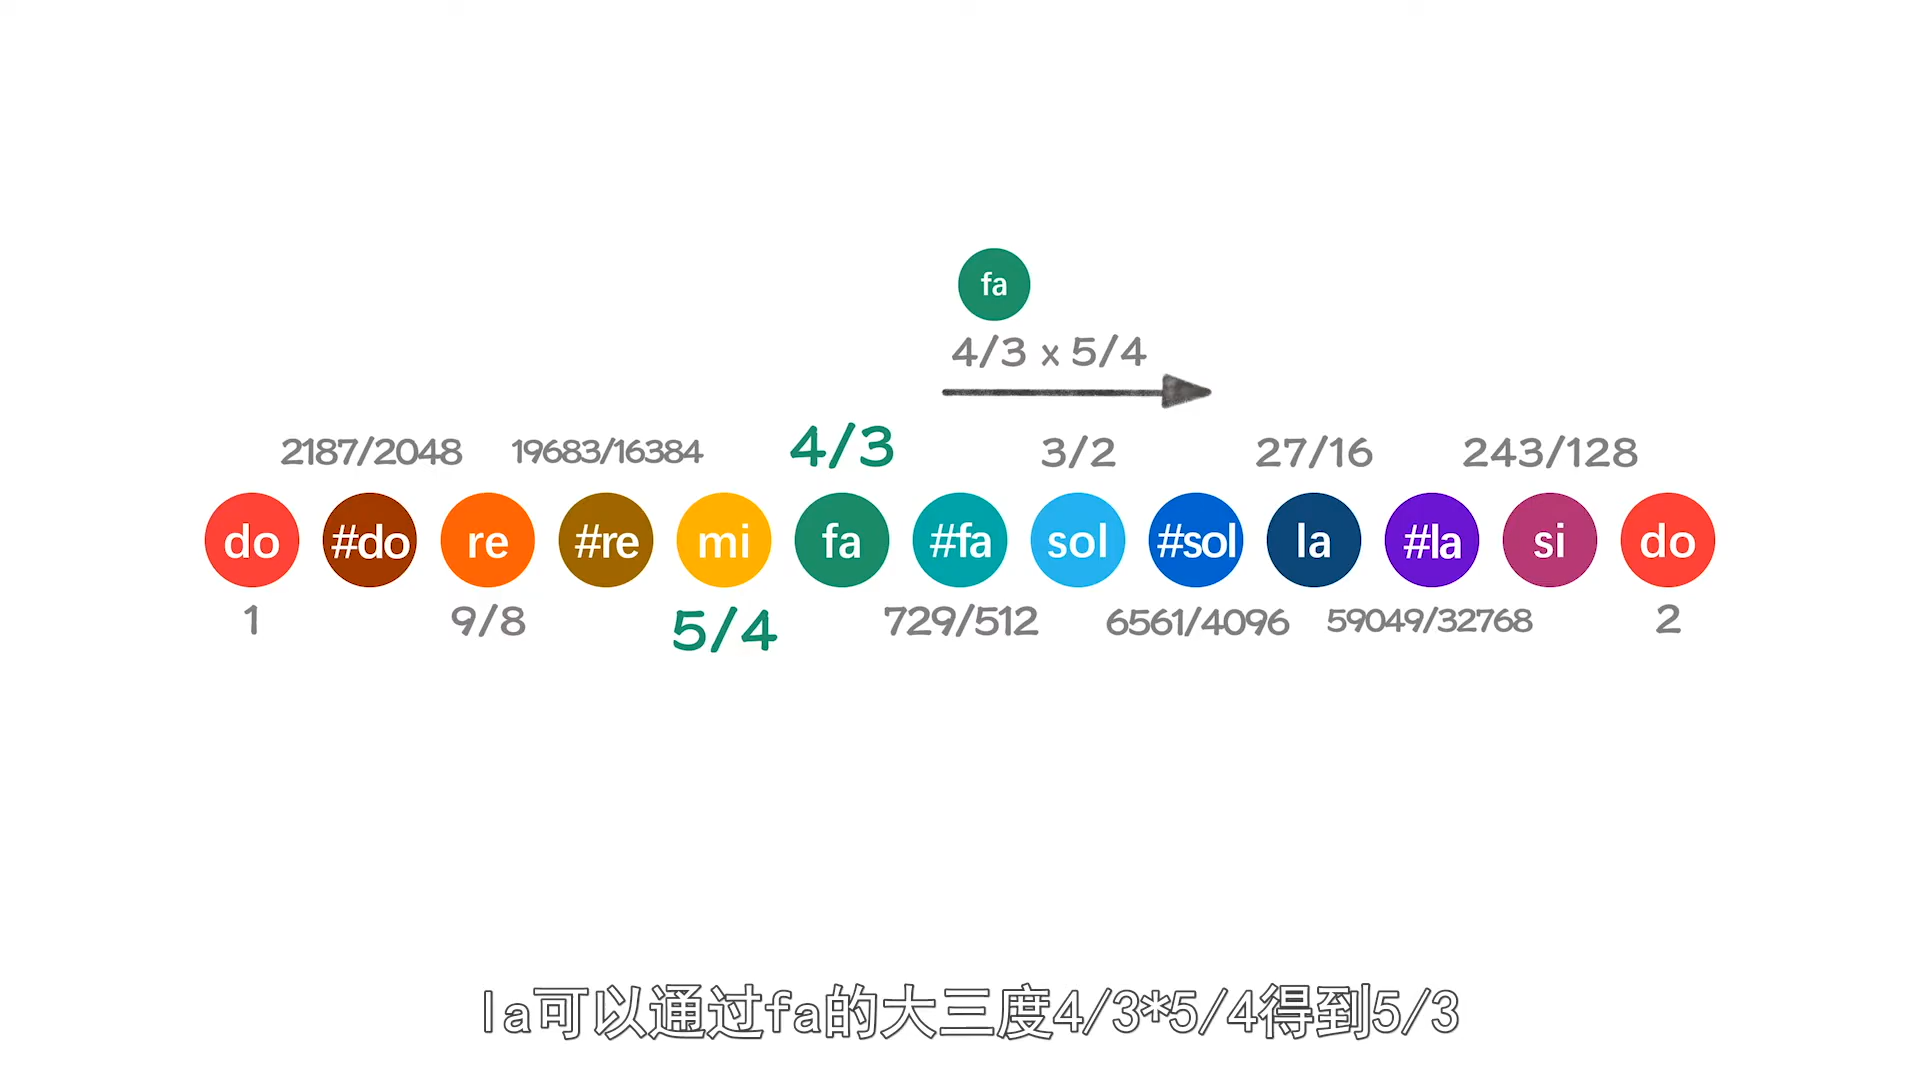 fa
4/3 x 5/4
2187/2048 19683/16384 4/3 3/2 27/16 243/128
do #do re #re mi fa #fa sol #sol la #la si do
1 9/8 5/4 729/512 6561/4096 59049/32768 2
la可以通过fa的大三度4/3*5/4得到5/3